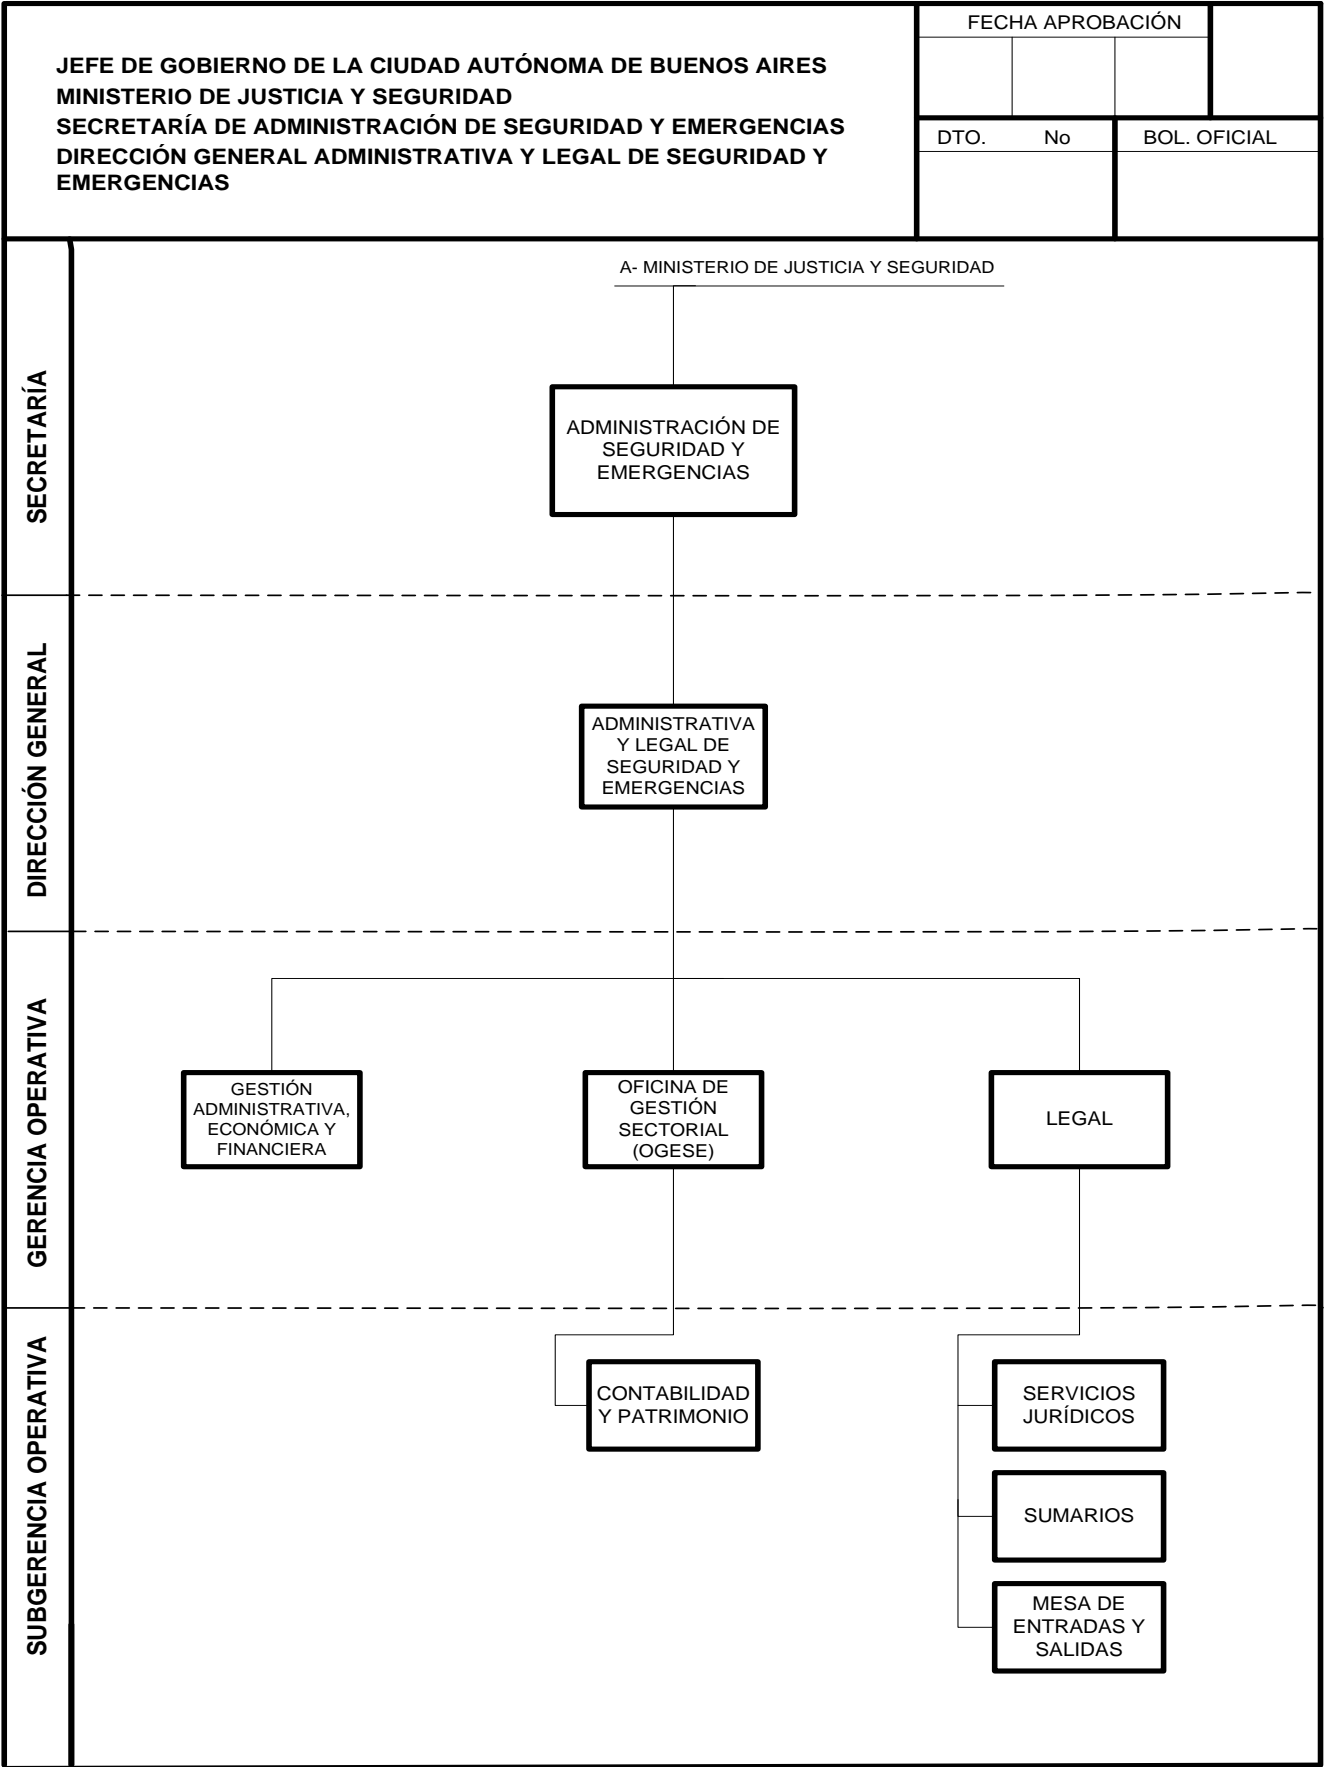 JEFE DE GOBIERNO DE LA CIUDAD AUTÓNOMA DE BUENOS AIRES
MINISTERIO DE JUSTICIA Y SEGURIDAD
SECRETARÍA DE ADMINISTRACIÓN DE SEGURIDAD Y EMERGENCIAS
DIRECCIÓN GENERAL ADMINISTRATIVA Y LEGAL DE SEGURIDAD Y
EMERGENCIAS
FECHA APROBACIÓN
DTO. No
BOL. OFICIAL
SECRETARÍA
A- MINISTERIO DE JUSTICIA Y SEGURIDAD
ADMINISTRACIÓN DE
SEGURIDAD Y
EMERGENCIAS
DIRECCIÓN GENERAL
ADMINISTRATIVA
Y LEGAL DE
SEGURIDAD Y
EMERGENCIAS
GERENCIA OPERATIVA
GESTIÓN
ADMINISTRATIVA,
ECONÓMICA Y
FINANCIERA
OFICINA DE
GESTIÓN
SECTORIAL
(OGESE)
LEGAL
SUBGERENCIA OPERATIVA
CONTABILIDAD
Y PATRIMONIO
SERVICIOS
JURÍDICOS
SUMARIOS
MESA DE
ENTRADAS Y
SALIDAS